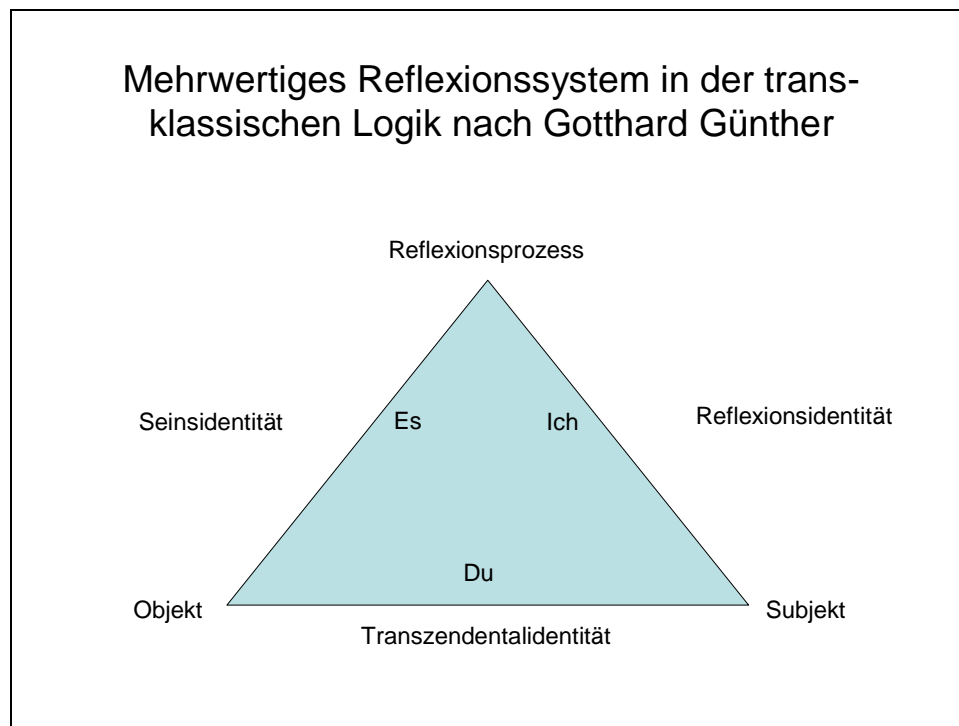 Mehrwertiges Reflexionssystem in der trans-
klassischen Logik nach Gotthard Günther
Reflexionsprozess
Seinsidentität
Es
Ich
Reflexionsidentität
Du
Objekt
Subjekt
Transzendentalidentität